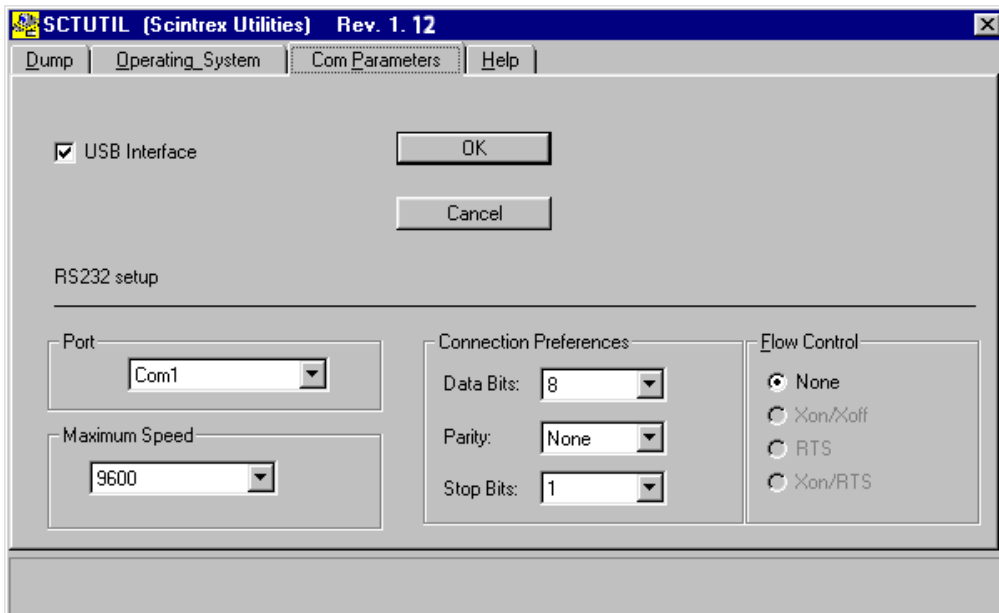 SCTUTIL (Scintrex Utilities) Rev. 1. 12
Dump Operating_System Com Parameters Help
USB Interface
OK
Cancel
RS232 setup
Port
Com1
Maximum Speed
9600
Connection Preferences
Data Bits: 8
Parity: None
Stop Bits: 1
Flow Control
None
Xon/Xoff
RTS
Xon/RTS